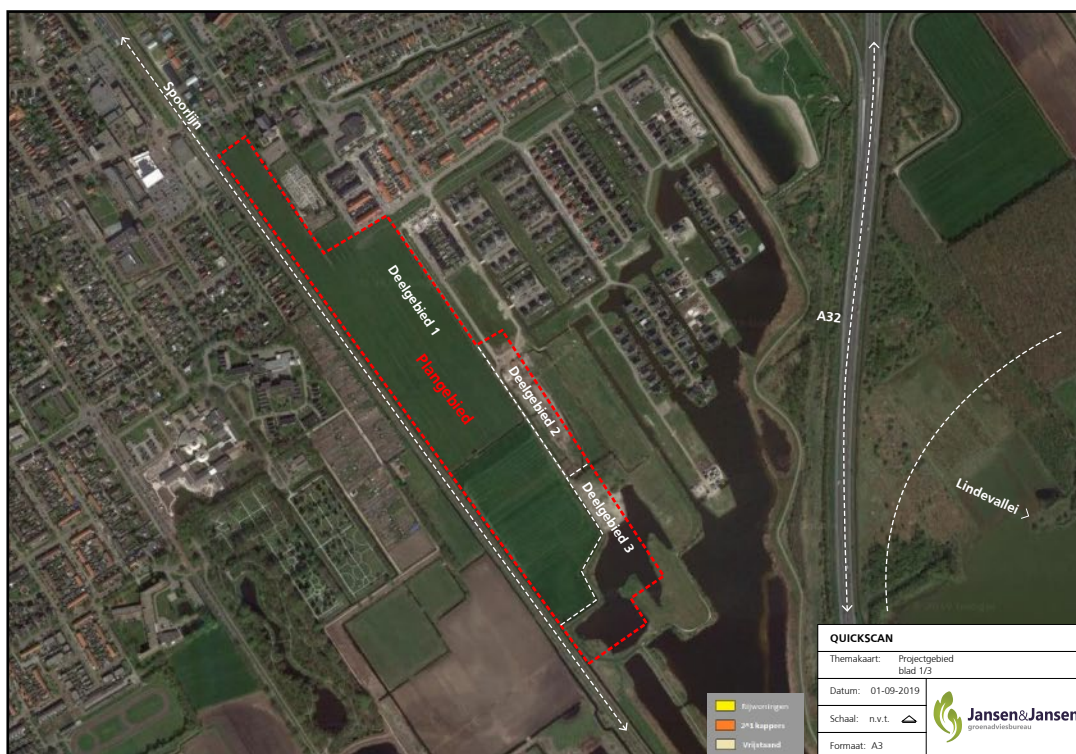 Spoorlijn
Deelgebied 1
Plangebied
Deelgebied 2
Deelgebied 3
A32
Lindevallei
Rijwoningen
2^1 kappers
Vrijstaand
QUICKSCAN
Themakaart: Projectgebied
blad 1/3
Datum: 01-09-2019
Schaal: n.v.t.
Formaat: A3
Jansen&Jansen
groenadviesbureau